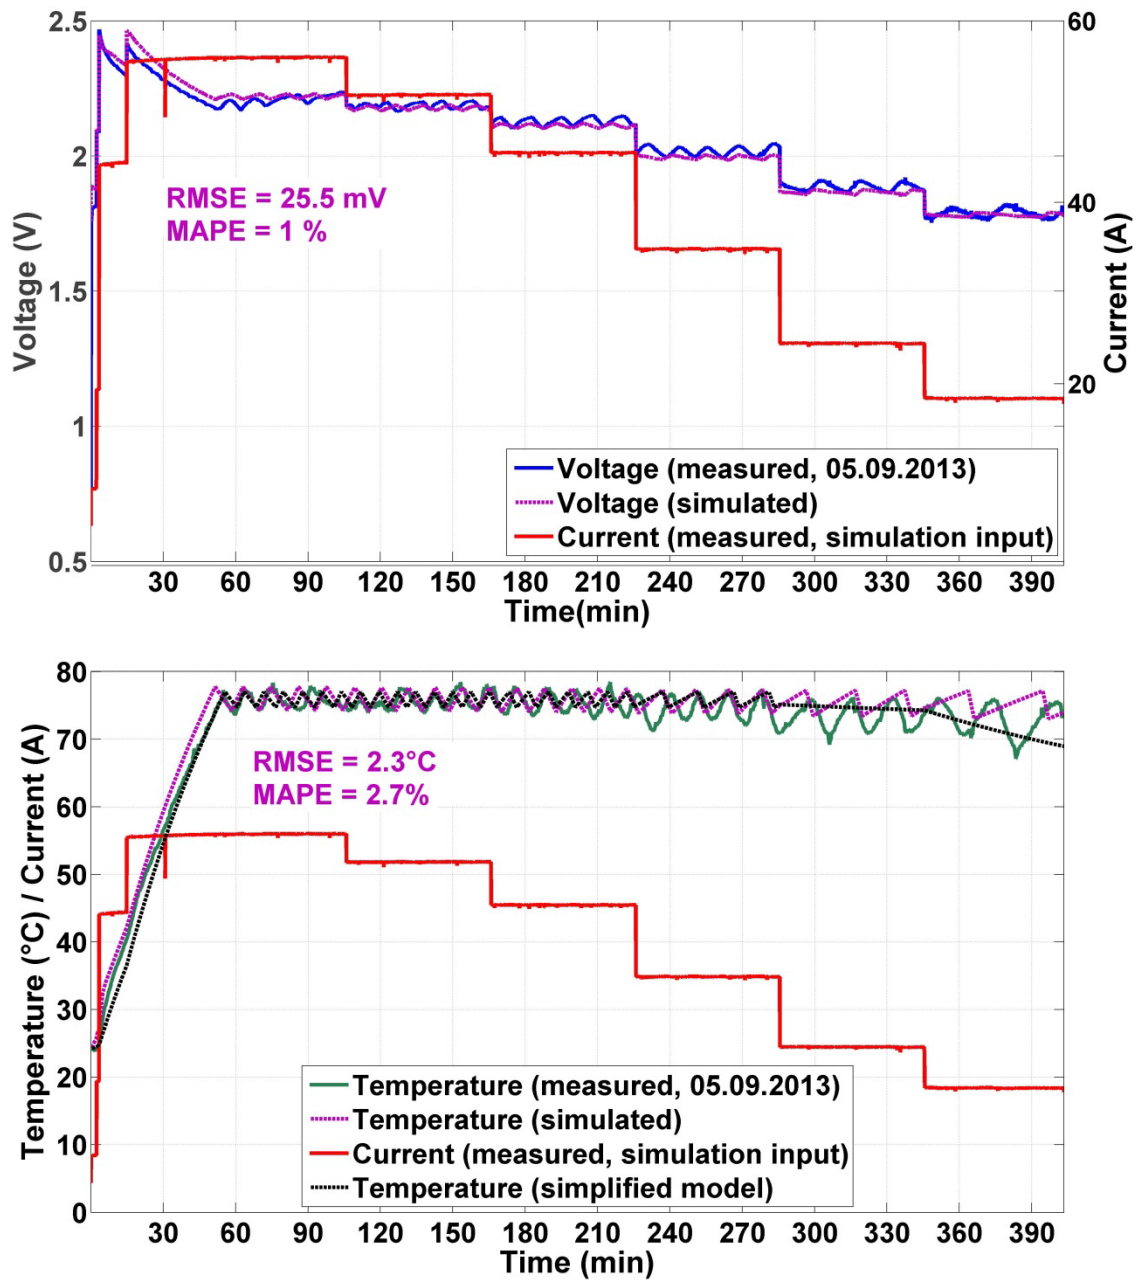 2.5
2
1.5
1
0.5
Voltage (V)
60
40
20
Current (A)
RMSE = 25.5 mV
MAPE = 1 %
Voltage (measured, 05.09.2013)
Voltage (simulated)
Current (measured, simulation input)
30 60 90 120 150 180 210 240 270 300 330 360 390
Time(min)
80
70
60
50
40
30
20
10
0
Temperature (°C) / Current (A)
RMSE = 2.3°C
MAPE = 2.7%
Temperature (measured, 05.09.2013)
Temperature (simulated)
Current (measured, simulation input)
Temperature (simplified model)
30 60 90 120 150 180 210 240 270 300 330 360 390
Time (min)